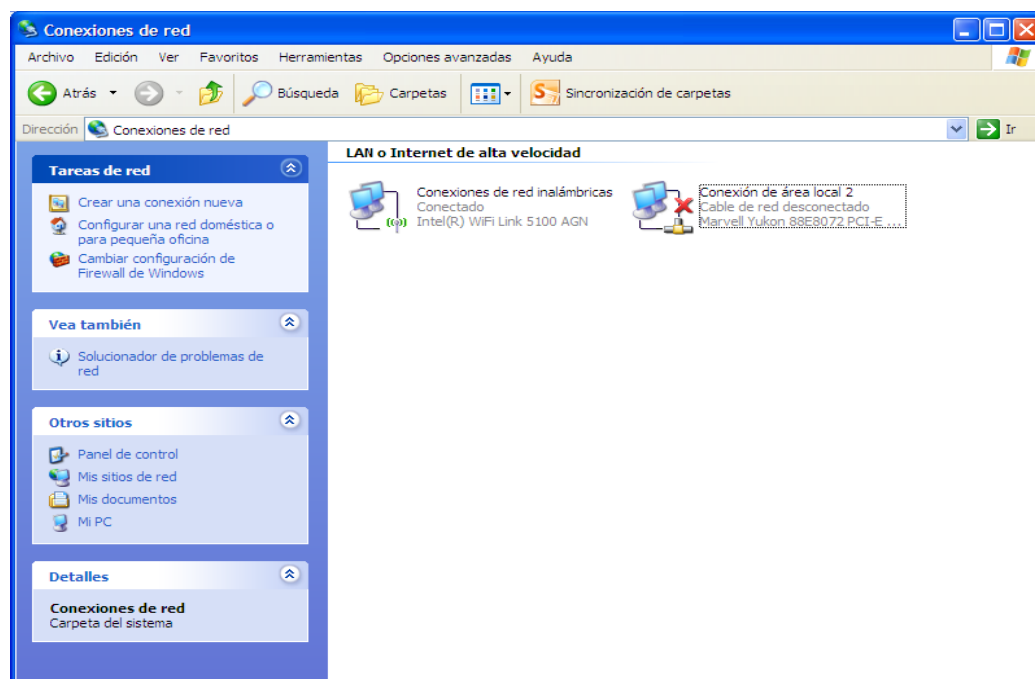 Conexiones de red
Archivo Edición Ver Favoritos Herramientas Opciones avanzadas Ayuda
Atrás Búsqueda Carpetas Sincronización de carpetas
Dirección Conexiones de red Ir
Tareas de red
Crear una conexión nueva
Configurar una red doméstica o
para pequeña oficina
Cambiar configuración de
Firewall de Windows
Vea también
Solucionador de problemas de
red
Otros sitios
Panel de control
Mis sitios de red
Mis documentos
Mi PC
Detalles
Conexiones de red
Carpeta del sistema
LAN o Internet de alta velocidad
Conexiones de red inalámbricas
Conectado
Intel(R) WiFi Link 5100 AGN
Conexión de área local 2
Cable de red desconectado
Marvell Yukon 88E8072 PCI-E ...